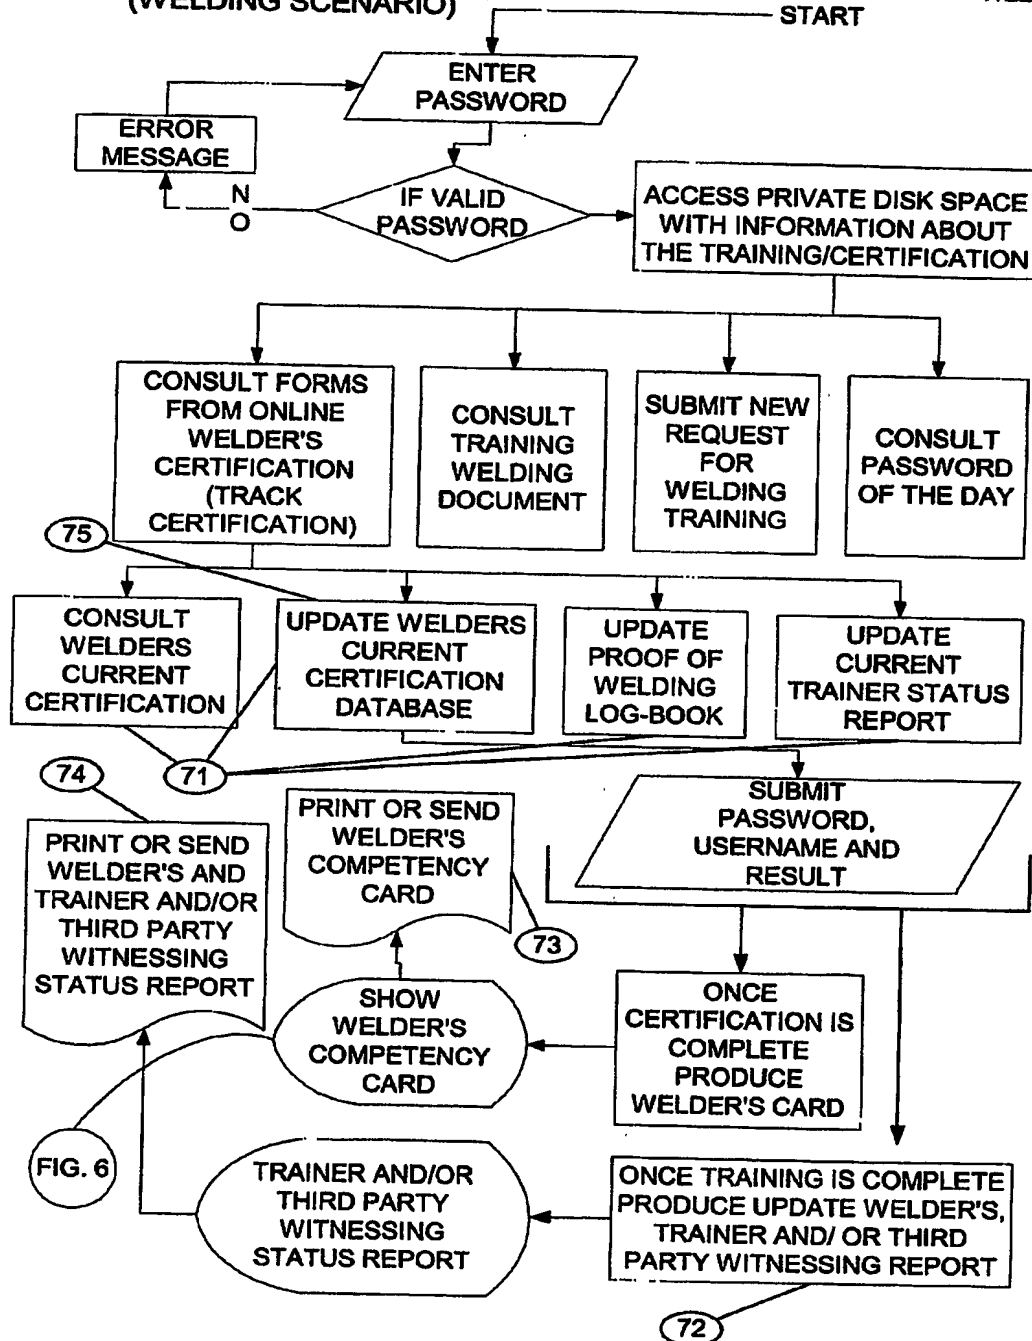 (WELDING SCENARIO)
START
ENTER
PASSWORD
ERROR
MESSAGE
N
O
IF VALID
PASSWORD
ACCESS PRIVATE DISK SPACE
WITH INFORMATION ABOUT
THE TRAINING/CERTIFICATION
CONSULT FORMS
FROM ONLINE
WELDER'S
CERTIFICATION
(TRACK
CERTIFICATION)
CONSULT
TRAINING
WELDING
DOCUMENT
SUBMIT NEW
REQUEST
FOR
WELDING
TRAINING
CONSULT
PASSWORD
OF THE DAY
75
CONSULT
WELDERS
CURRENT
CERTIFICATION
UPDATE WELDERS
CURRENT
CERTIFICATION
DATABASE
UPDATE
PROOF OF
WELDING
LOG-BOOK
UPDATE
CURRENT
TRAINER STATUS
REPORT
74
71
PRINT OR SEND
WELDER'S AND
TRAINER AND/OR
THIRD PARTY
WITNESSING
STATUS REPORT
PRINT OR SEND
WELDER'S
COMPETENCY
CARD
SUBMIT
PASSWORD,
USERNAME AND
RESULT
73
SHOW
WELDER'S
COMPETENCY
CARD
ONCE
CERTIFICATION IS
COMPLETE
PRODUCE
WELDER'S CARD
FIG. 6
TRAINER AND/OR
THIRD PARTY
WITNESSING
STATUS REPORT
ONCE TRAINING IS COMPLETE
PRODUCE UPDATE WELDER'S,
TRAINER AND/ OR THIRD
PARTY WITNESSING REPORT
72